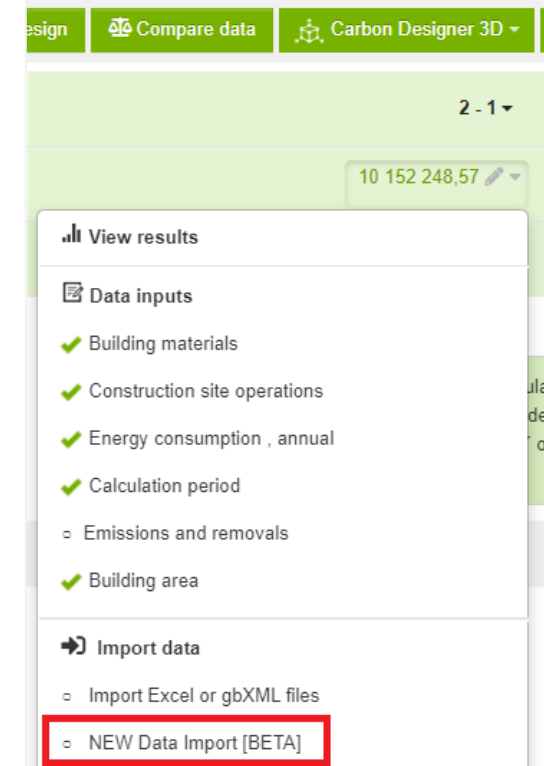 esign
Compare data
Carbon Designer 3D
2 - 1
10 152 248,57
View results
Data inputs
Building materials
Construction site operations
Energy consumption , annual
Calculation period
Emissions and removals
Building area
Import data
Import Excel or gbXML files
NEW Data Import [BETA]